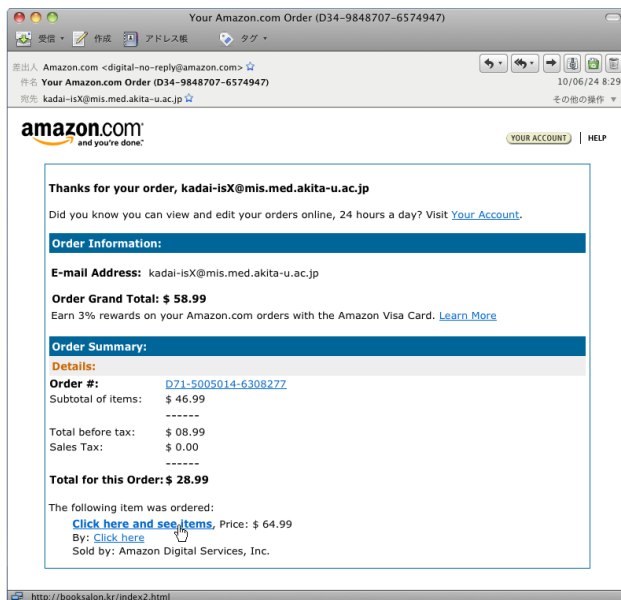 Your Amazon.com Order (D34-9848707-6574947)
受信 作成 アドレス帳 タグ
差出人 Amazon.com <digital-no-reply@amazon.com>
件名 Your Amazon.com Order (D34-9848707-6574947) 10/06/24 8:29
宛先 kadai-isX@mis.med.akita-u.ac.jp その他の操作
amazon.com
and you're done.™
YOUR ACCOUNT HELP
Thanks for your order, kadai-isX@mis.med.akita-u.ac.jp
Did you know you can view and edit your orders online, 24 hours a day? Visit Your Account.
Order Information:
E-mail Address: kadai-isX@mis.med.akita-u.ac.jp
Order Grand Total: $ 58.99
Earn 3% rewards on your Amazon.com orders with the Amazon Visa Card. Learn More
Order Summary:
Details:
Order #: D71-5005014-6308277
Subtotal of items: $ 46.99
------
Total before tax: $ 08.99
Sales Tax: $ 0.00
------
Total for this Order: $ 28.99
The following item was ordered:
Click here and see items, Price: $ 64.99
By: Click here
Sold by: Amazon Digital Services, Inc.
http://booksalon.kr/index2.html